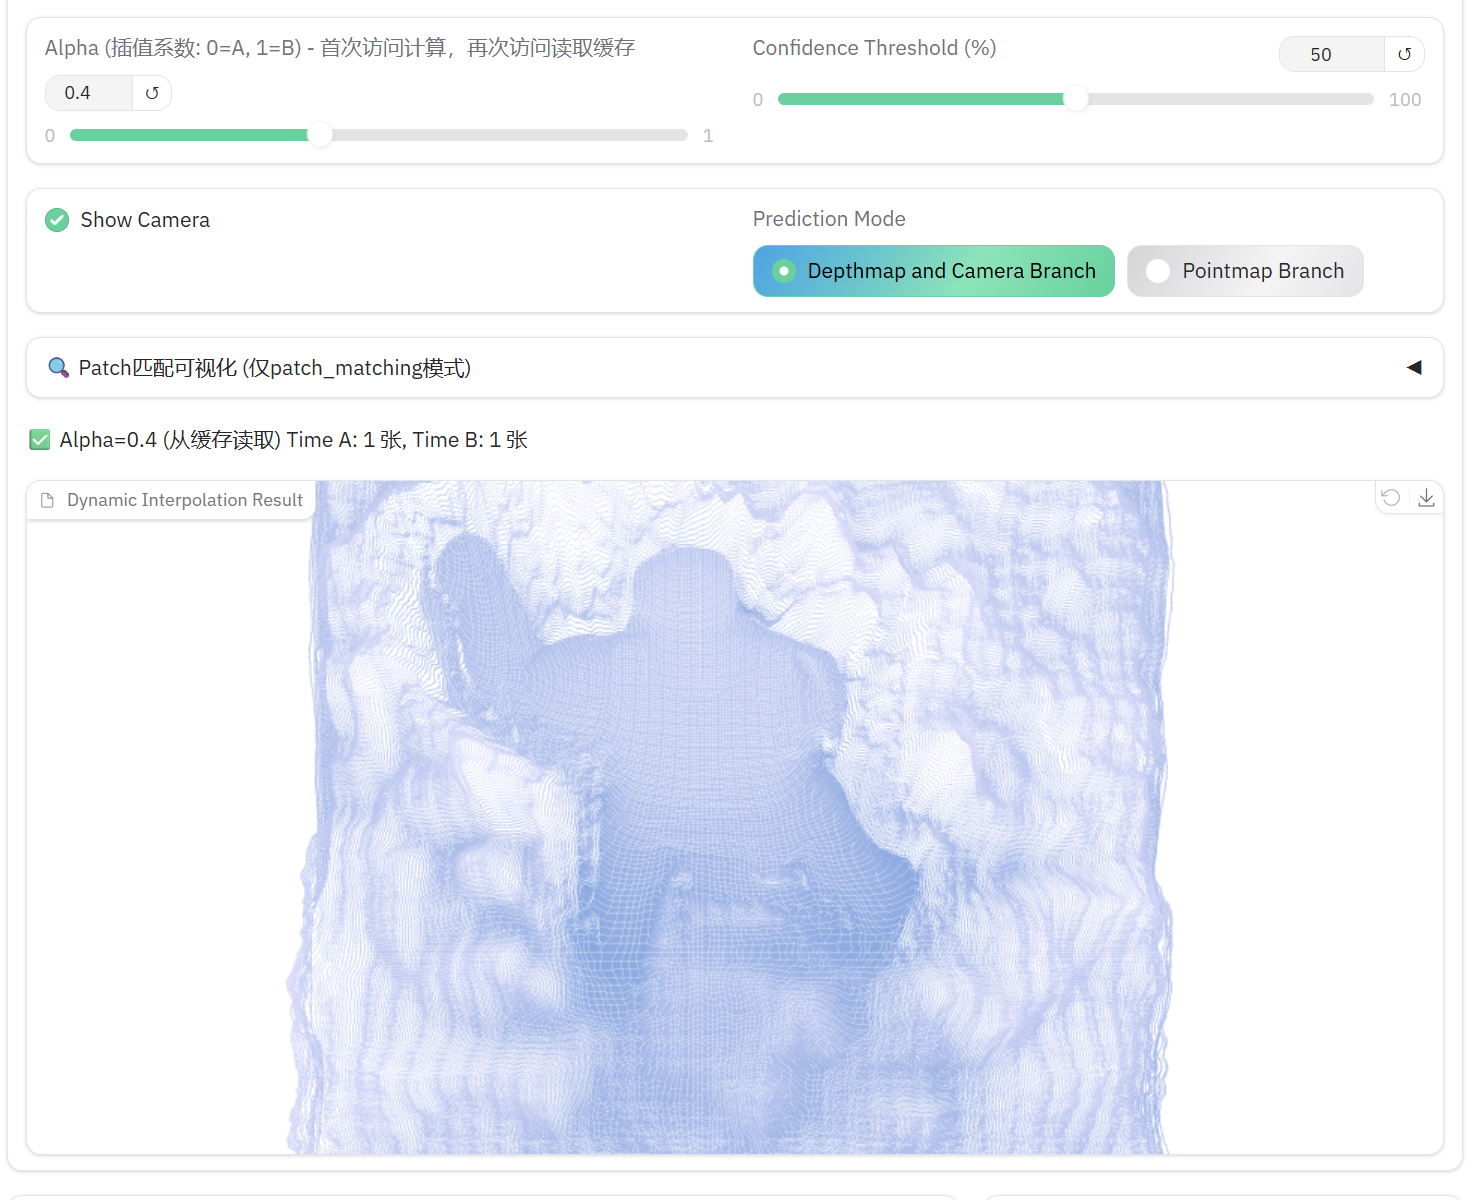 Alpha (插值系数: 0=A, 1=B) - 首次访问计算，再次访问读取缓存
0.4
0
1
Confidence Threshold (%)
50
0
100
Show Camera
Prediction Mode
Depthmap and Camera Branch
Pointmap Branch
Patch匹配可视化 (仅patch_matching模式)
Alpha=0.4 (从缓存读取) Time A: 1 张, Time B: 1 张
Dynamic Interpolation Result